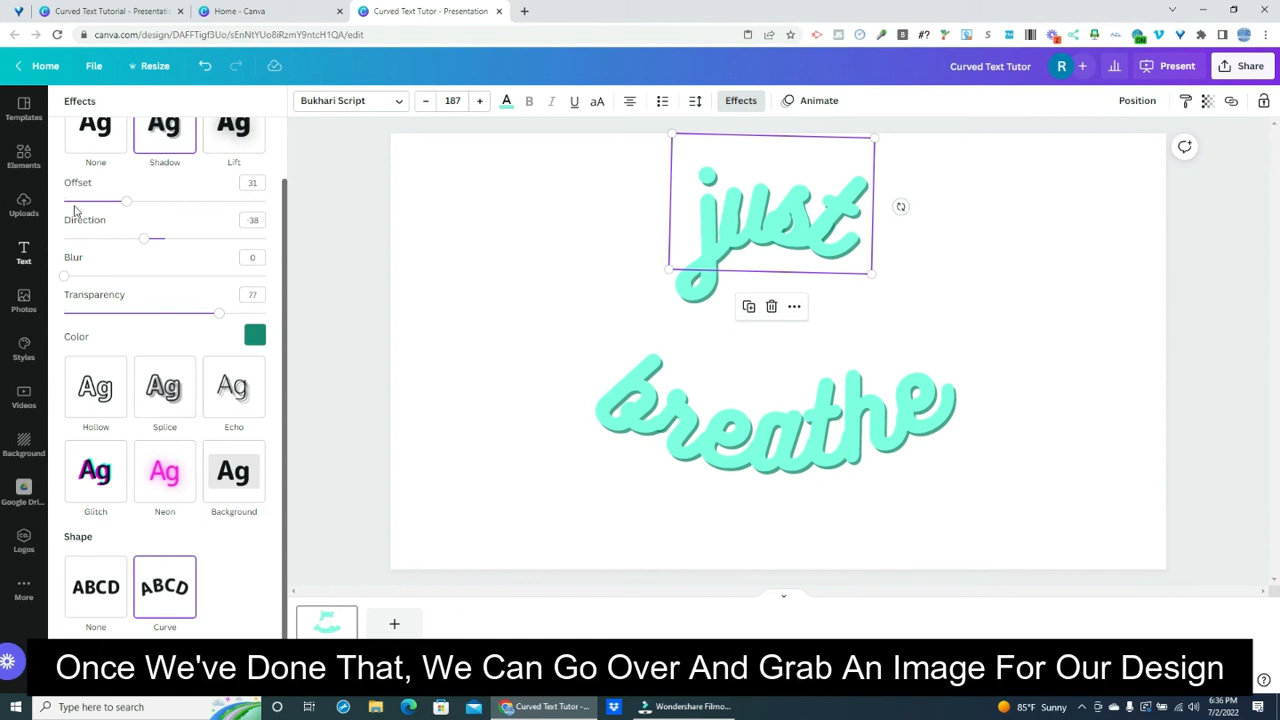 Curved Text Tutorial - Presentatio
Home - Canva
Curved Text Tutor - Presentation
canva.com/design/DAFFTigf3Uo/sEnNtYUo8iRzmY9ntcH1QA/edit
Home
File
Resize
Curved Text Tutor
R
Present
Share
Effects
Bukhari Script
187
A
B
I
U
aA
Effects
Animate
Position
Templates
Elements
Uploads
Text
Photos
Styles
Videos
Background
Google Dri...
Logos
More
Ag
Ag
Ag
None
Shadow
Lift
Offset
31
Direction
-38
Blur
0
Transparency
77
Color
Ag
Ag
Ag
Hollow
Splice
Echo
Ag
Ag
Ag
Glitch
Neon
Background
Shape
ABCD
ABCD
None
Curve
just
breathe
Once We've Done That, We Can Go Over And Grab An Image For Our Design
Type here to search
Curved Text Tutor -...
Wondershare Filmo...
85°F Sunny
6:36 PM
7/2/2022